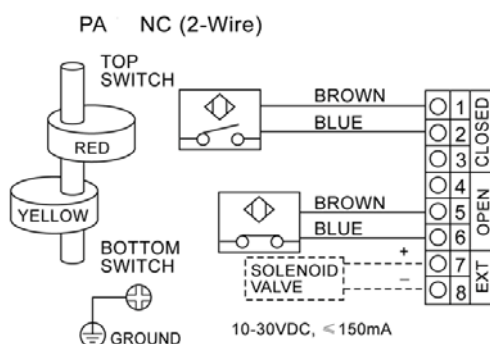 PA NC (2-Wire)
TOP
SWITCH
RED
YELLOW
BOTTOM
SWITCH
GROUND
BROWN
BLUE
BROWN
BLUE
+
SOLENOID
VALVE
–
10-30VDC, ≤150mA
1
2
3
4
5
6
7
8
CLOSED
OPEN
EXT